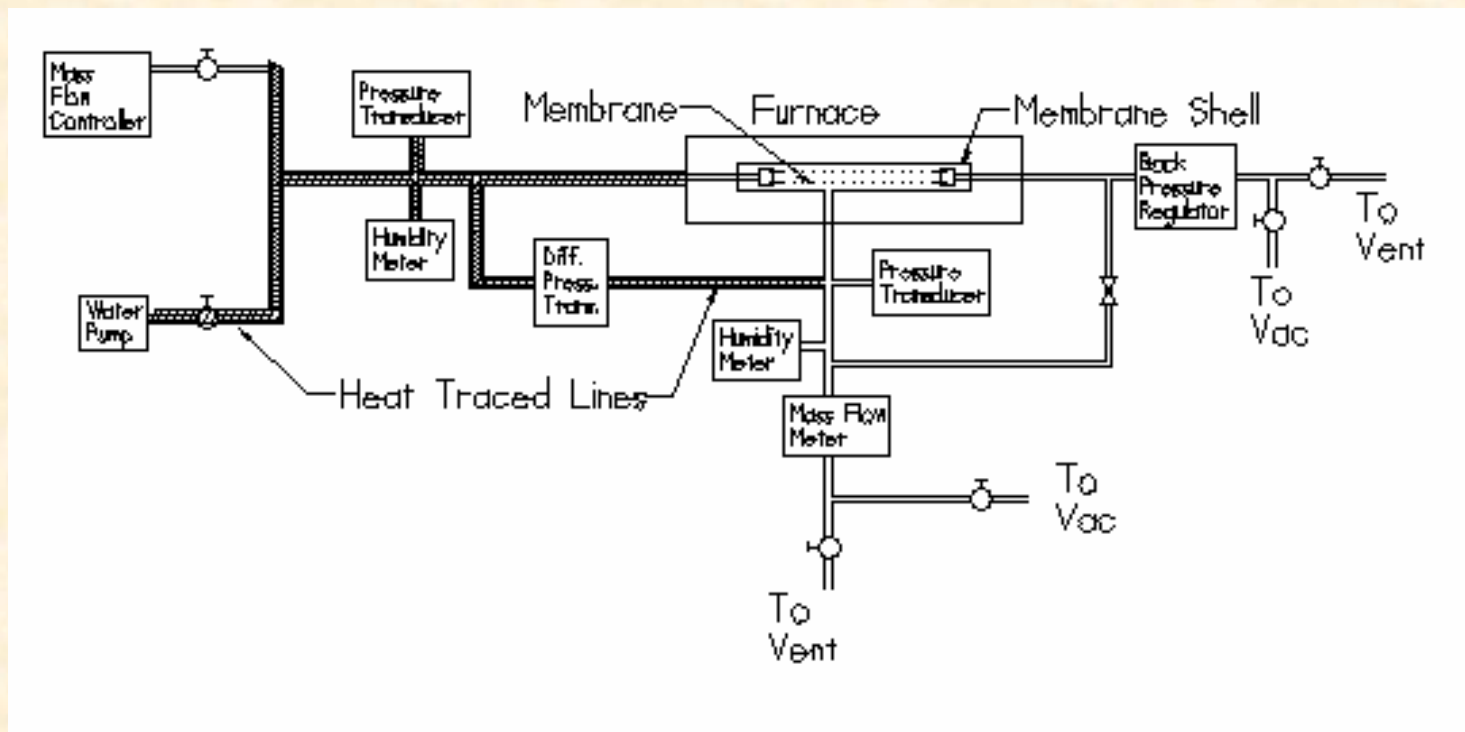 Mass
Flow
Controller
Pressure
Transducer
Membrane
Furnace
Membrane Shell
Back
Pressure
Regulator
To
Vent
Humidity
Meter
Diff.
Press.
Trans.
Pressure
Transducer
To
Vac
Water
Pump
Humidity
Meter
Heat Traced Lines
Mass Flow
Meter
To
Vac
To
Vent